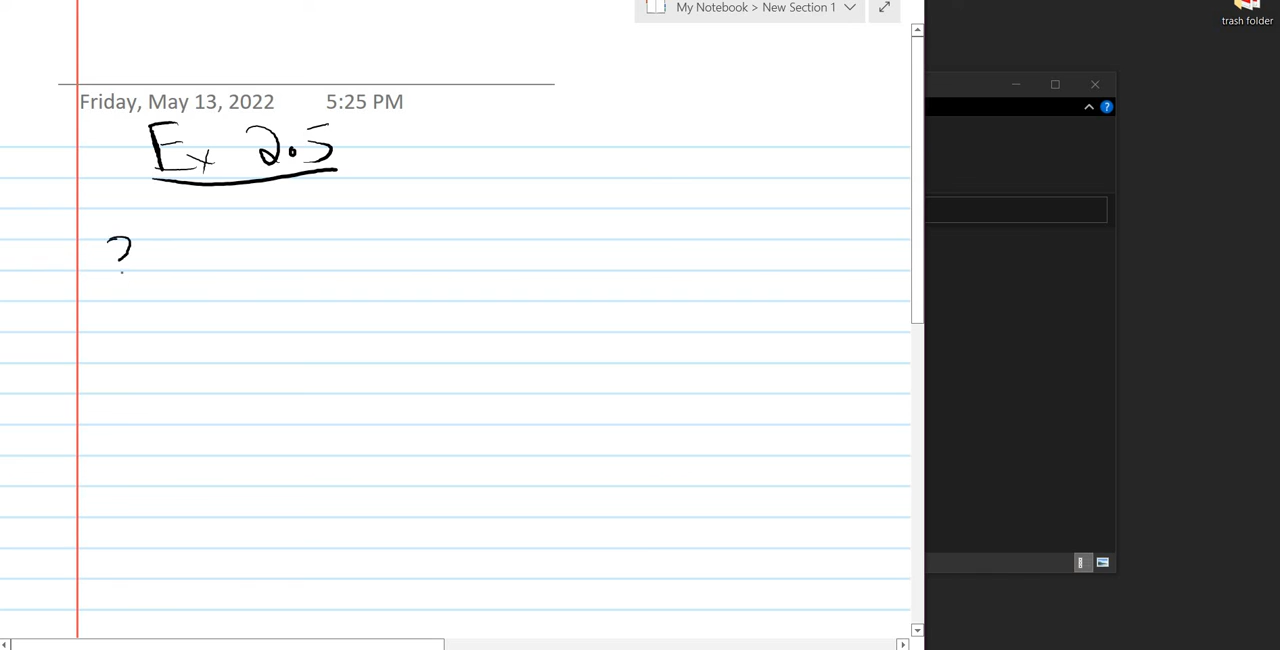 My Notebook > New Section 1
trash folder
Friday, May 13, 2022 5:25 PM
Ex 2.5
?